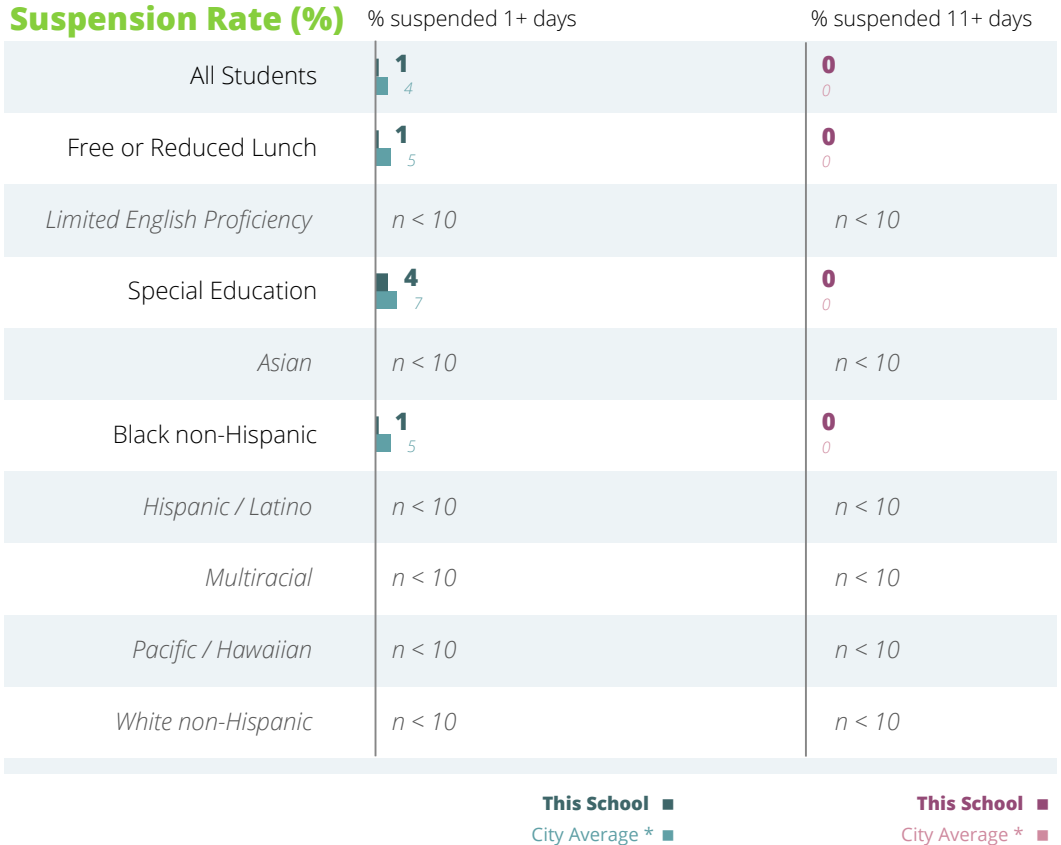 Suspension Rate (%) % suspended 1+ days % suspended 11+ days
All Students 1 0
4 0
Free or Reduced Lunch 1 0
5 0
Limited English Proficiency n < 10 n < 10
Special Education 4 0
7 0
Asian n < 10 n < 10
Black non-Hispanic 1 0
5 0
Hispanic / Latino n < 10 n < 10
Multiracial n < 10 n < 10
Pacific / Hawaiian n < 10 n < 10
White non-Hispanic n < 10 n < 10
This School This School
City Average * City Average *